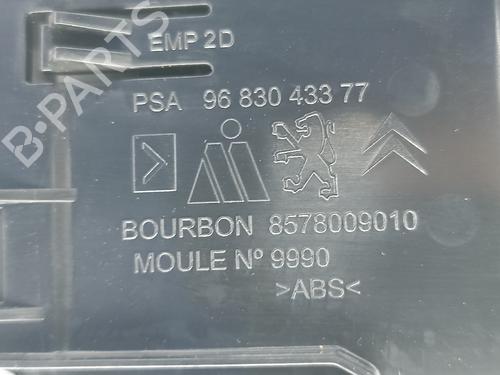 EMP 2D
PSA 96 830 433 77
BOURBON 8578009010
MOULE Nº 9990
>ABS<
B-PARTS